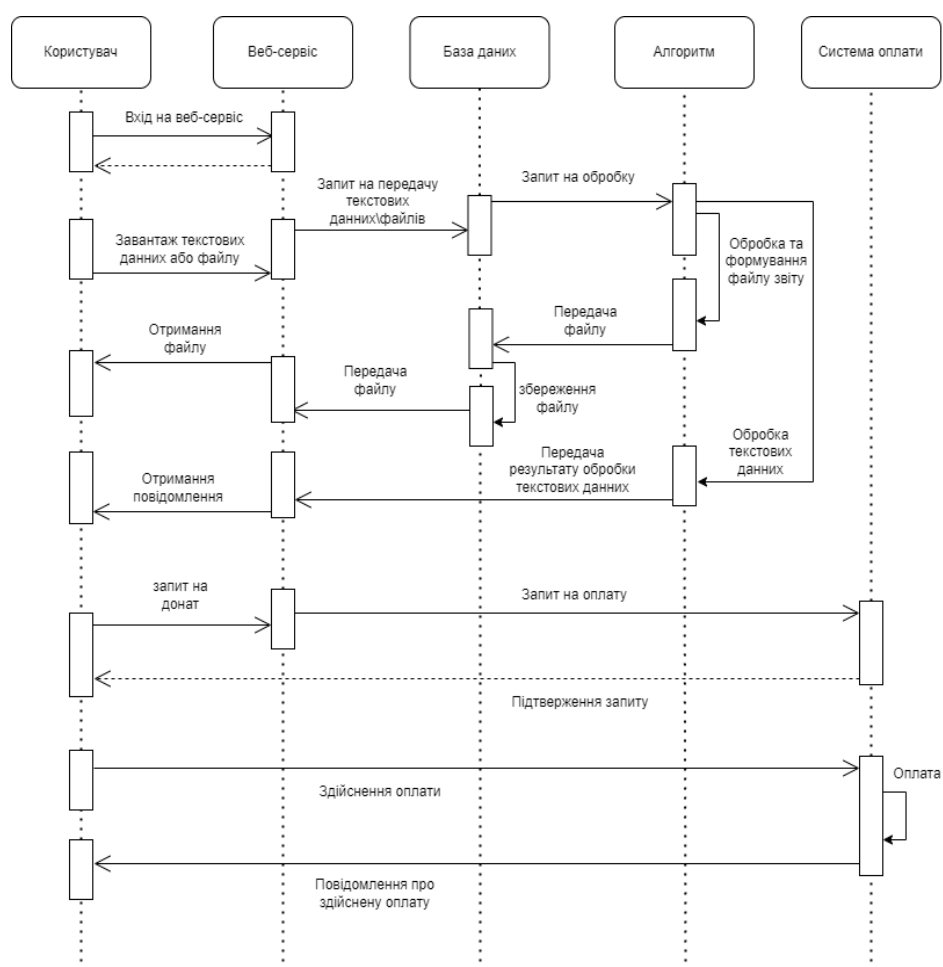 Користувач
Веб-сервіс
База даних
Алгоритм
Система оплати
Вхід на веб-сервіс
Запит на передачу
текстових
данних\файлів
Запит на обробку
Завантаж текстових
данних або файлу
Обробка та
формування
файлу звіту
Передача
файлу
Отримання
файлу
Передача
файлу
збереження
файлу
Обробка
текстових
данних
Передача
результату обробки
текстових данних
Отримання
повідомлення
запит на
донат
Запит на оплату
Підтверження запиту
Оплата
Здійснення оплати
Повідомлення про
здійснену оплату